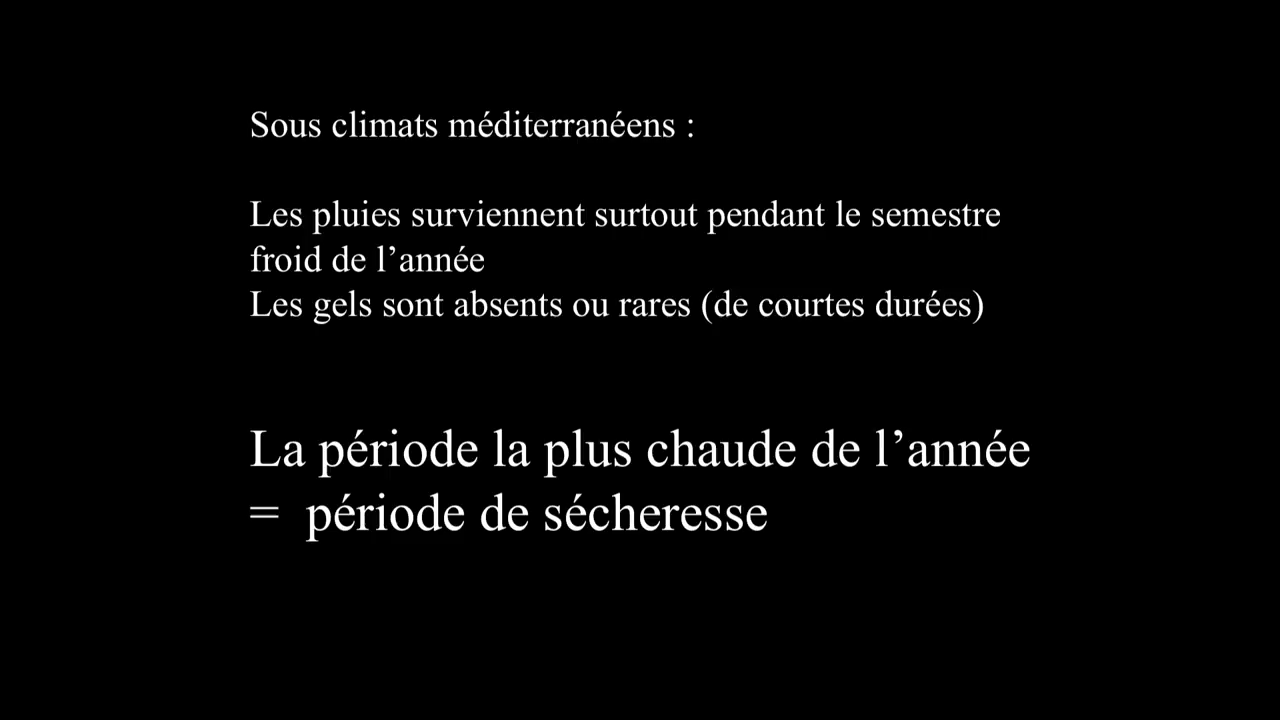 Sous climats méditerranéens :
Les pluies surviennent surtout pendant le semestre
froid de l’année
Les gels sont absents ou rares (de courtes durées)
La période la plus chaude de l’année
= période de sécheresse